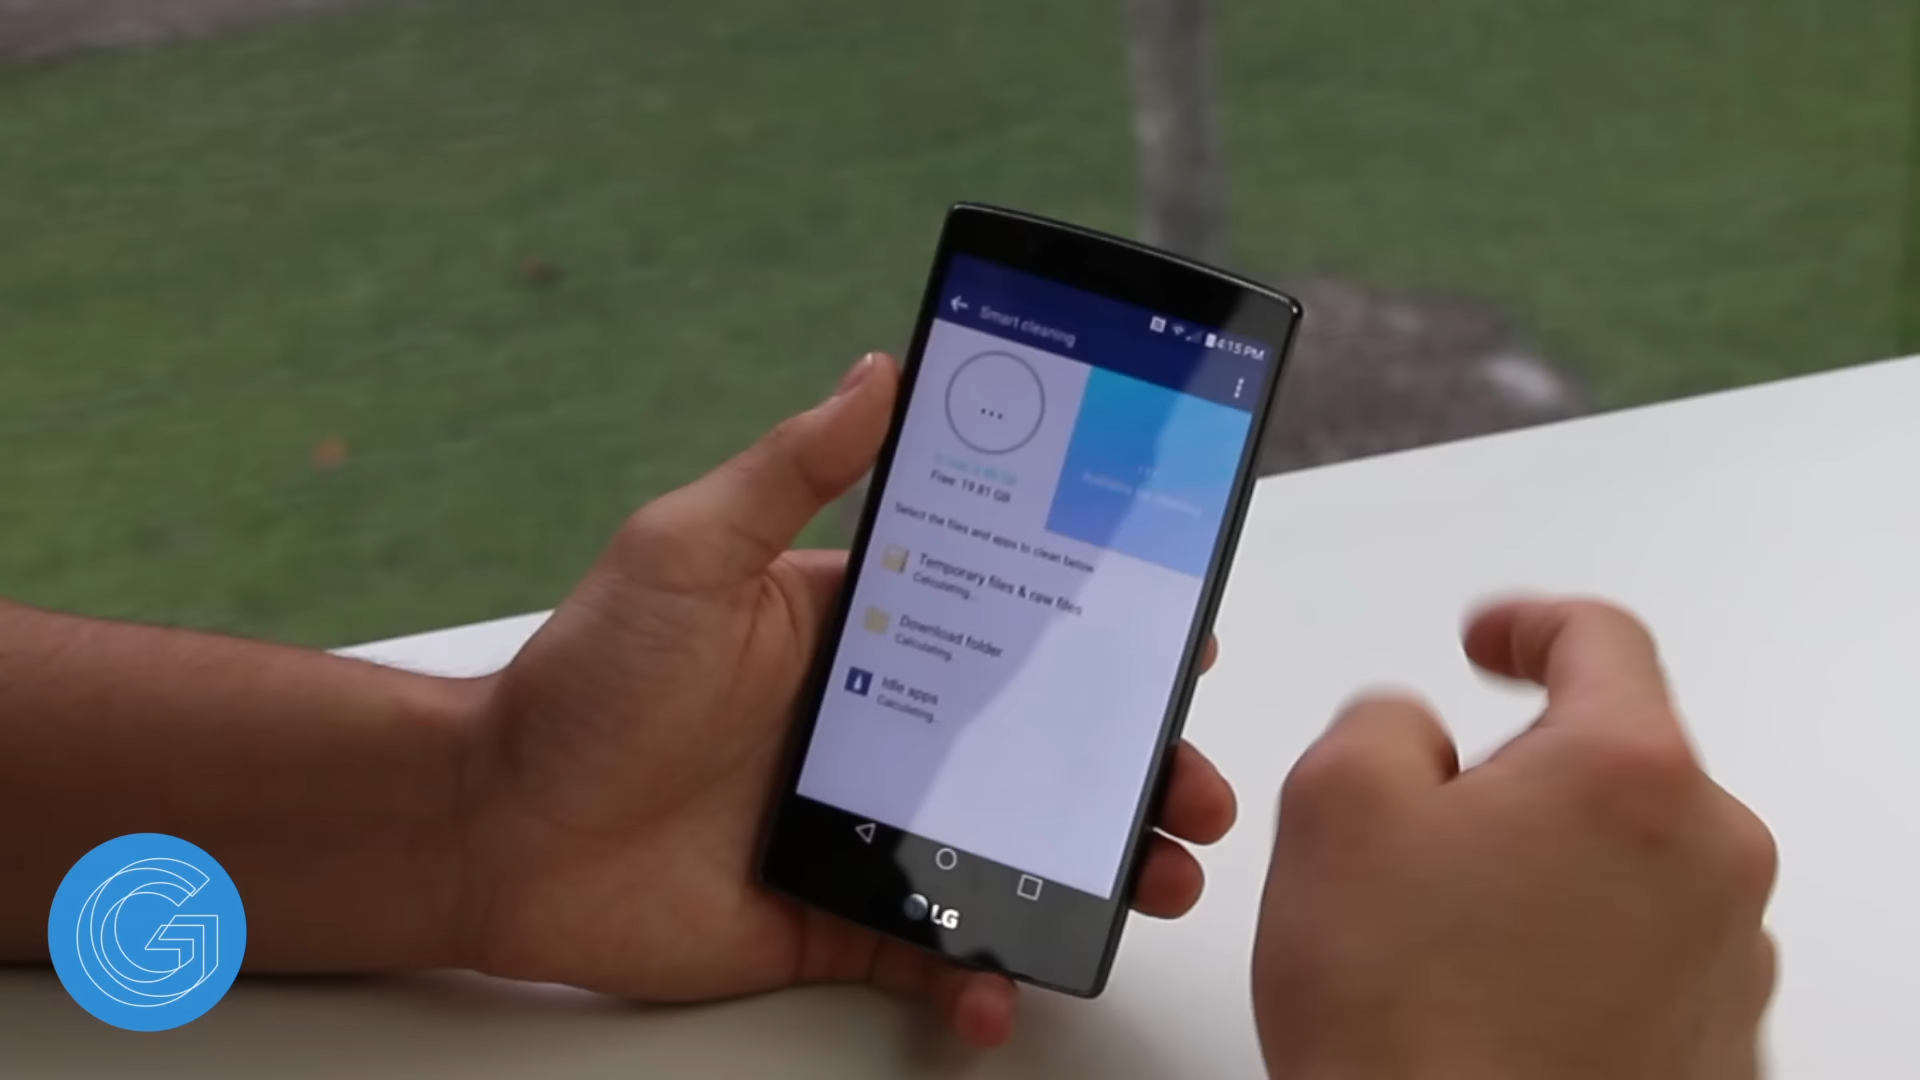 Smart cleaning
4:15 PM
...
Free: 19.81 GB
...
Select the files and apps to clean below
Temporary files & raw files
Calculating...
Download folder
Calculating...
Idle apps
Calculating...
LG